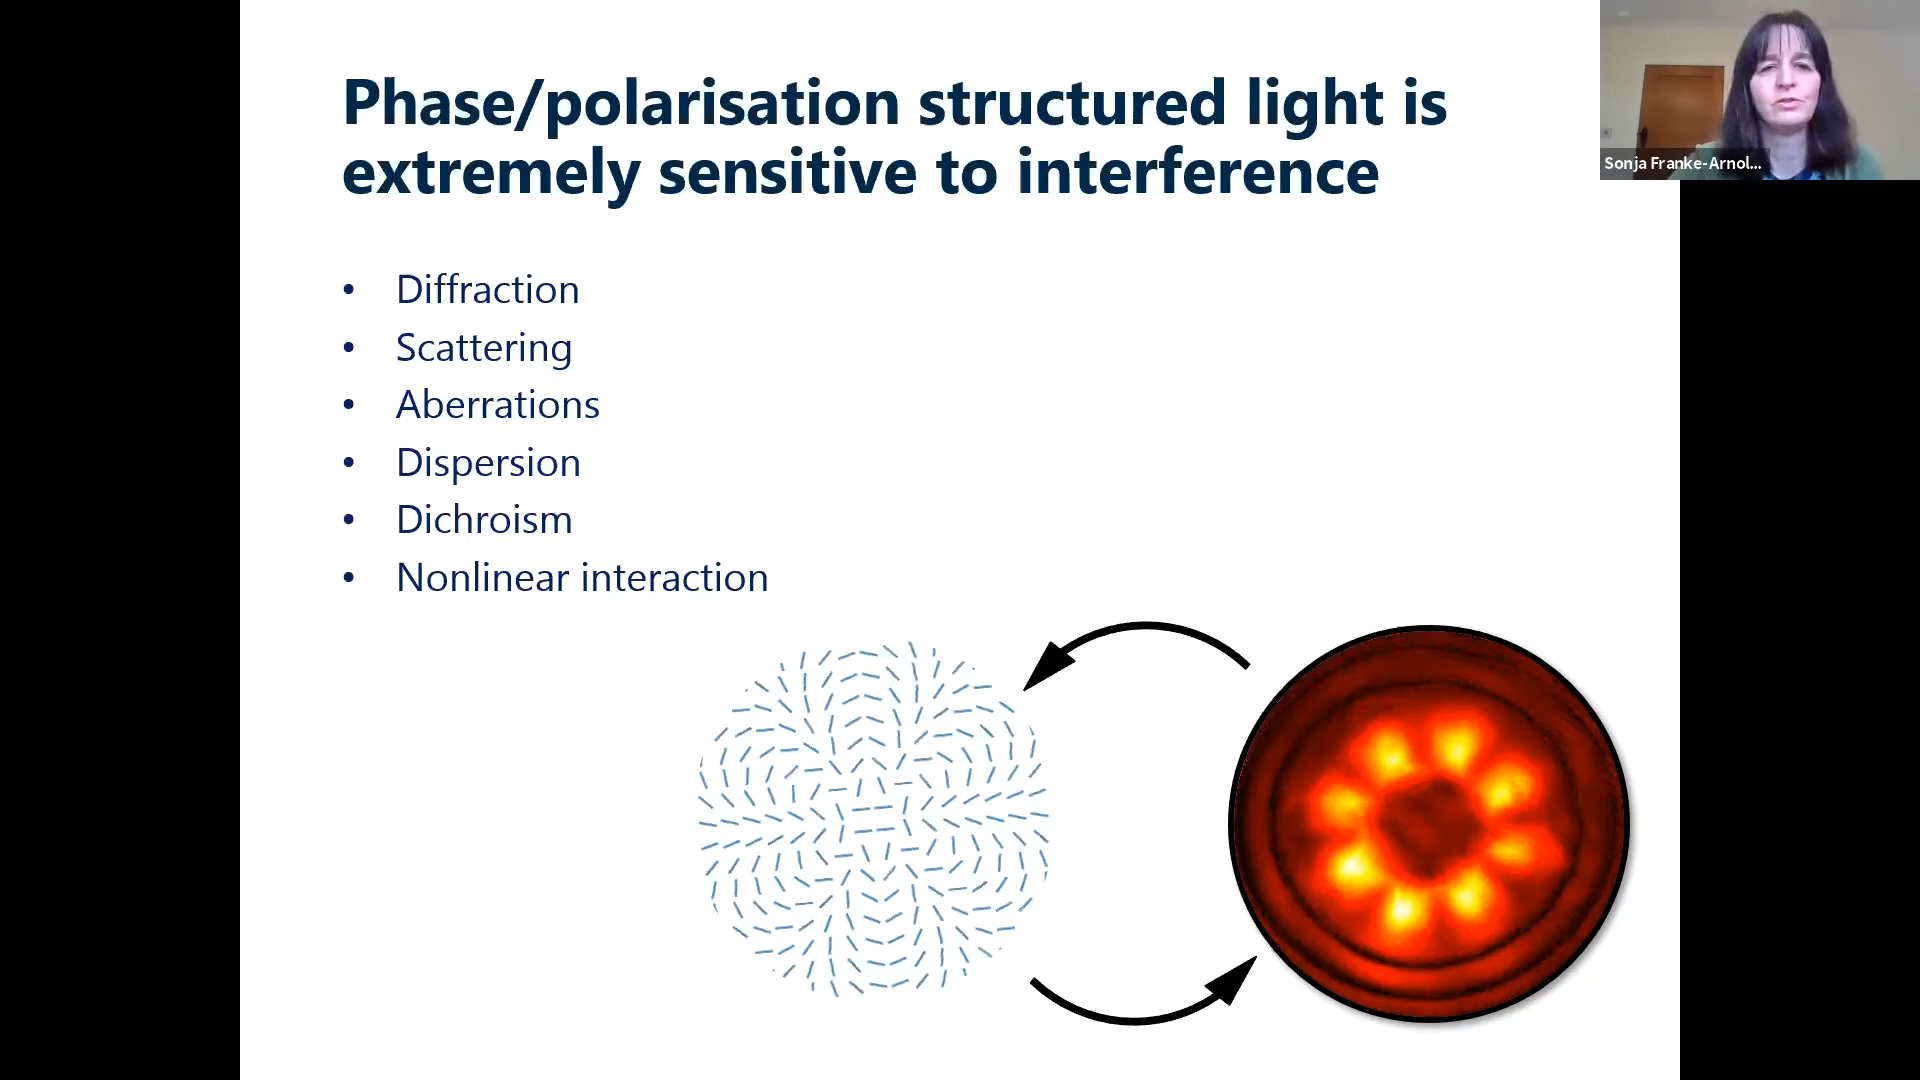 Phase/polarisation structured light is
extremely sensitive to interference
• Diffraction
• Scattering
• Aberrations
• Dispersion
• Dichroism
• Nonlinear interaction
Sonja Franke-Arnol...